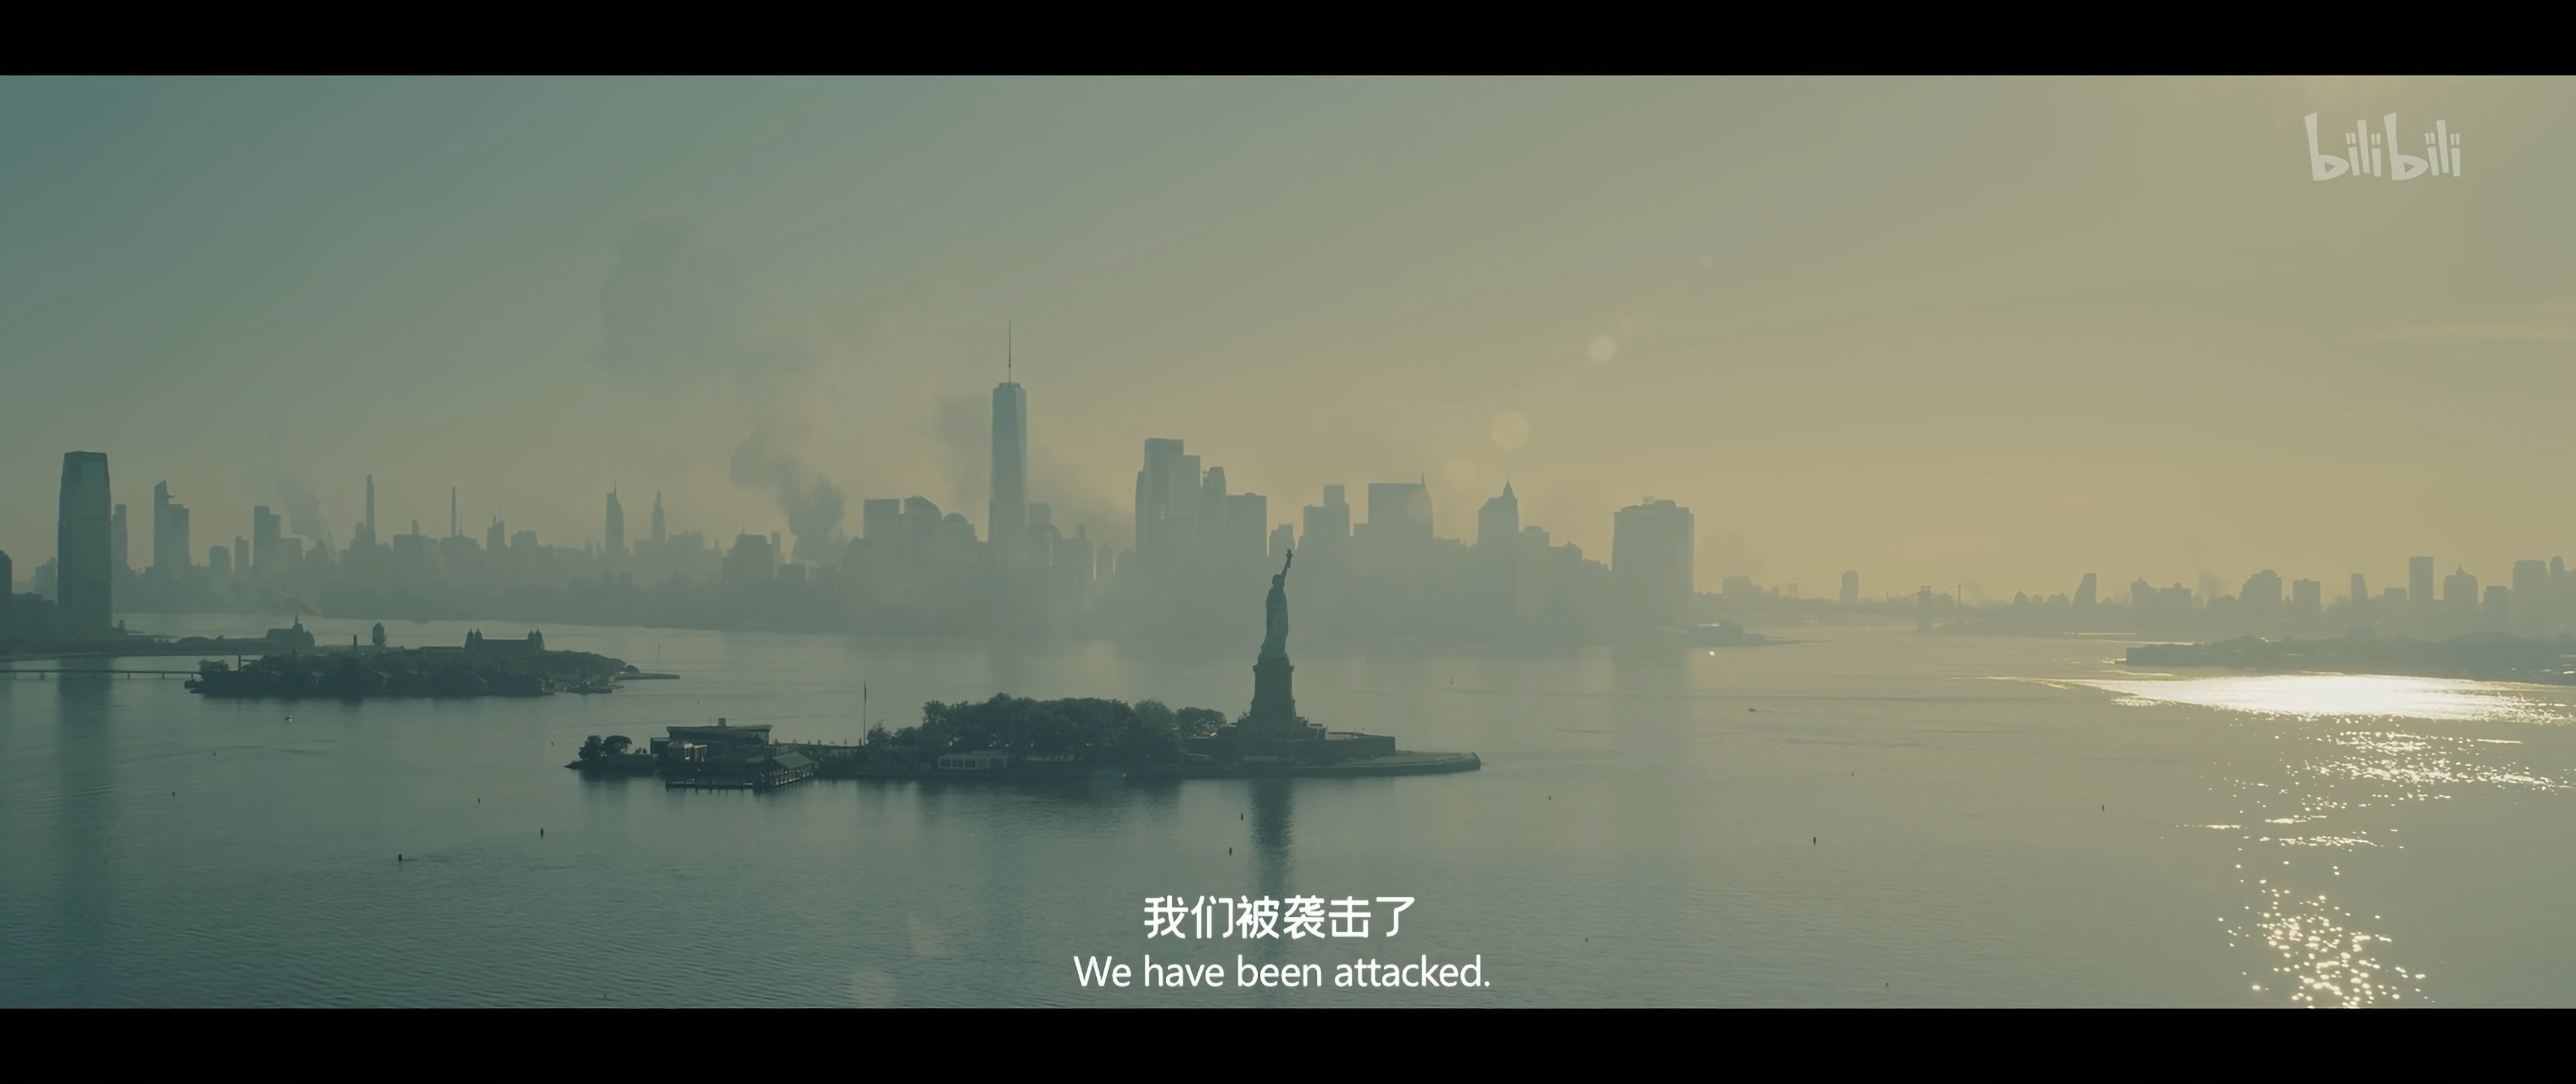 bilibili
我们被袭击了
We have been attacked.